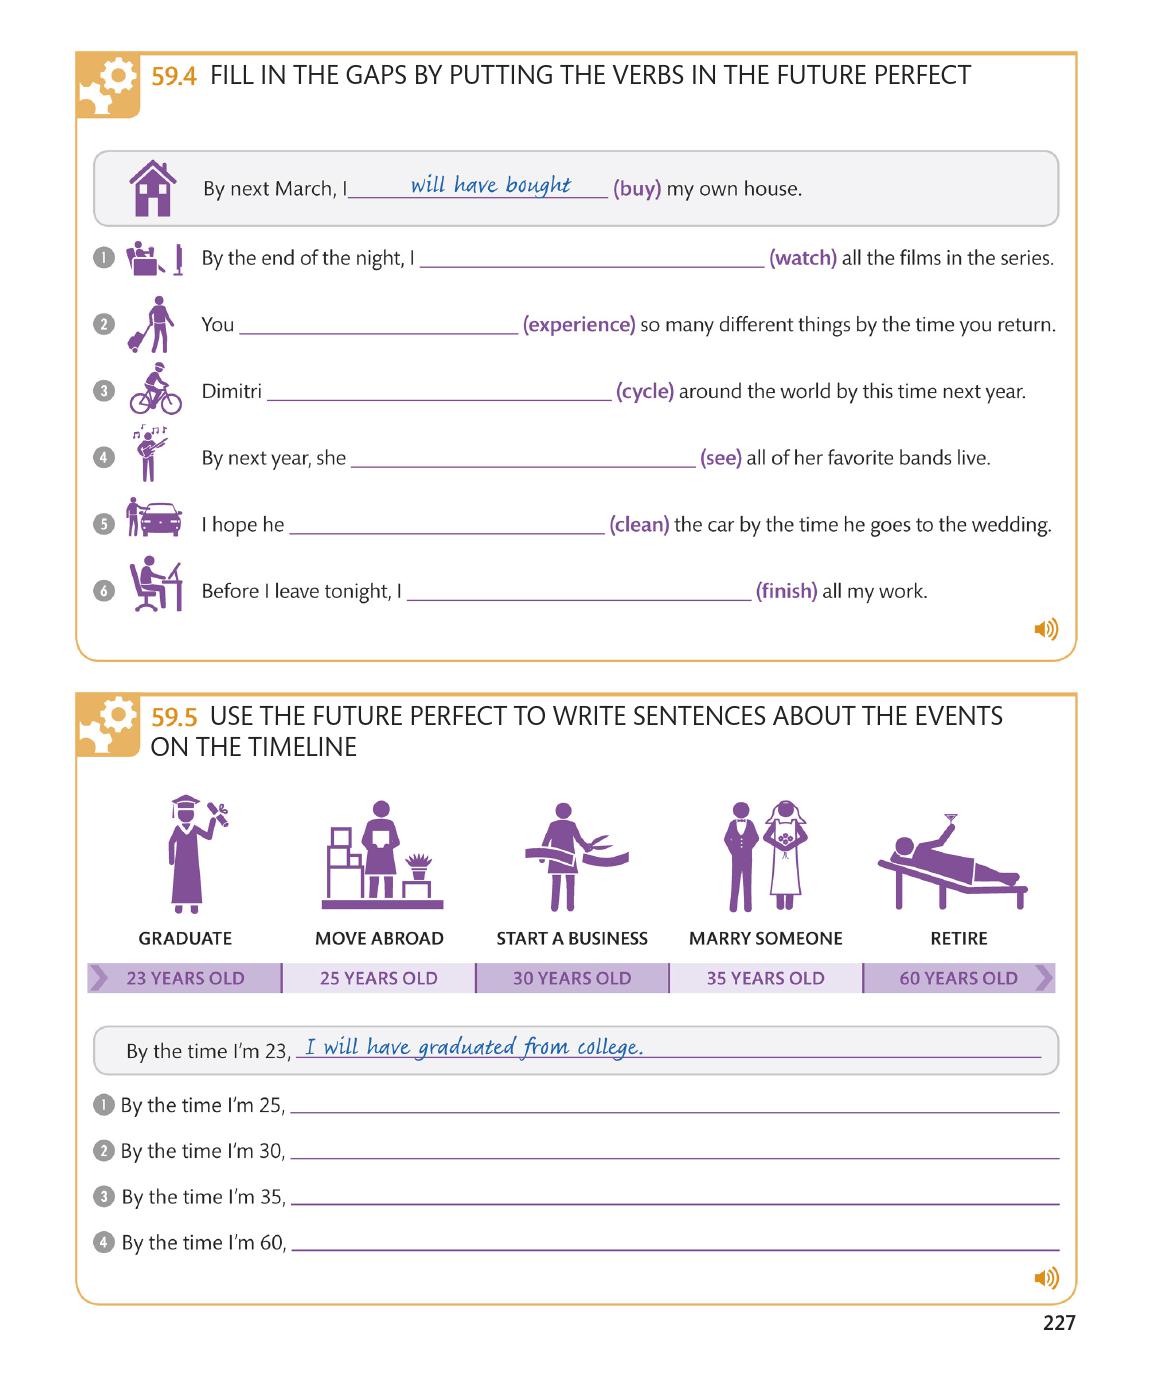 59.4 FILL IN THE GAPS BY PUTTING THE VERBS IN THE FUTURE PERFECT
By next March, I will have bought (buy) my own house.
1 By the end of the night, I ______ (watch) all the films in the series.
2 You ______ (experience) so many different things by the time you return.
3 Dimitri ______ (cycle) around the world by this time next year.
4 By next year, she ______ (see) all of her favorite bands live.
5 I hope he ______ (clean) the car by the time he goes to the wedding.
6 Before I leave tonight, I ______ (finish) all my work.
59.5 USE THE FUTURE PERFECT TO WRITE SENTENCES ABOUT THE EVENTS
ON THE TIMELINE
GRADUATE MOVE ABROAD START A BUSINESS MARRY SOMEONE RETIRE
23 YEARS OLD 25 YEARS OLD 30 YEARS OLD 35 YEARS OLD 60 YEARS OLD
By the time I'm 23, I will have graduated from college.
1 By the time I'm 25, ______
2 By the time I'm 30, ______
3 By the time I'm 35, ______
4 By the time I'm 60, ______
227